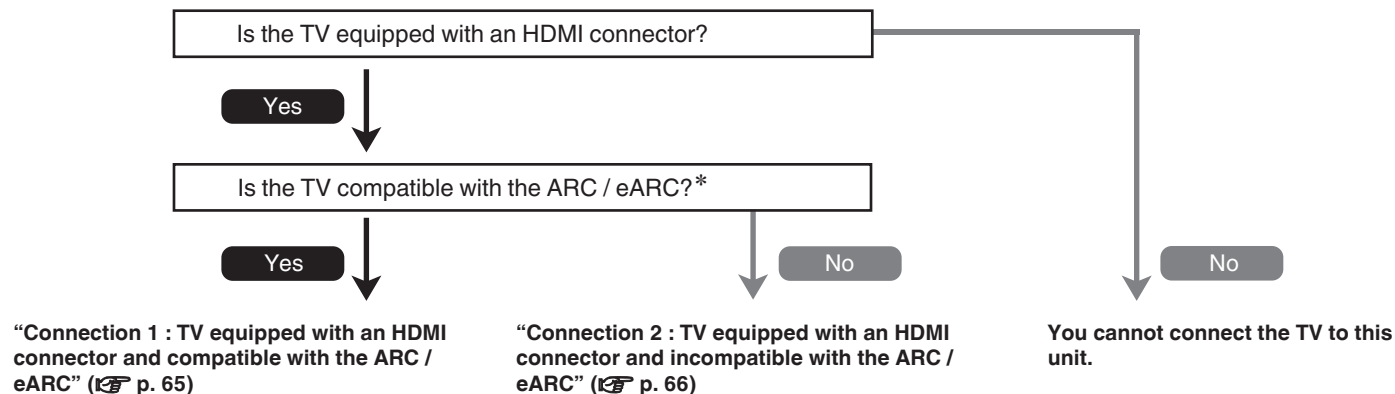 Is the TV equipped with an HDMI connector?
Yes
Is the TV compatible with the ARC / eARC?*
Yes
No
No
“Connection 1 : TV equipped with an HDMI
connector and compatible with the ARC /
eARC” (☞ p. 65)
“Connection 2 : TV equipped with an HDMI
connector and incompatible with the ARC /
eARC” (☞ p. 66)
You cannot connect the TV to this
unit.